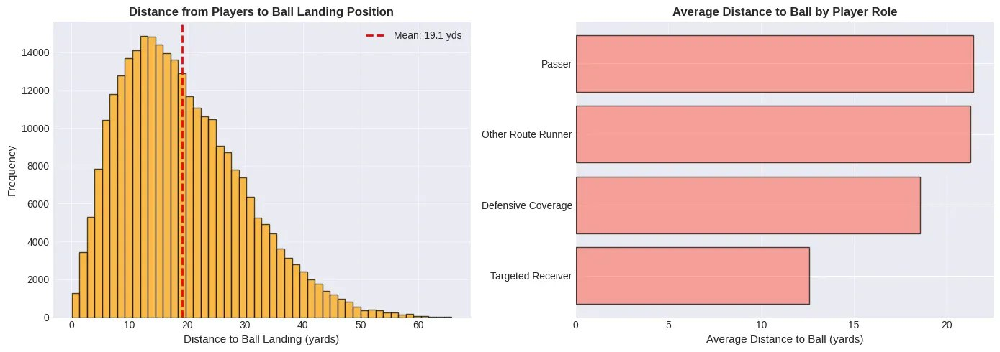 Distance from Players to Ball Landing Position
Mean: 19.1 yds
Frequency
14000
12000
10000
8000
6000
4000
2000
0
0 10 20 30 40 50 60
Distance to Ball Landing (yards)
Average Distance to Ball by Player Role
Passer
Other Route Runner
Defensive Coverage
Targeted Receiver
0 5 10 15 20
Average Distance to Ball (yards)